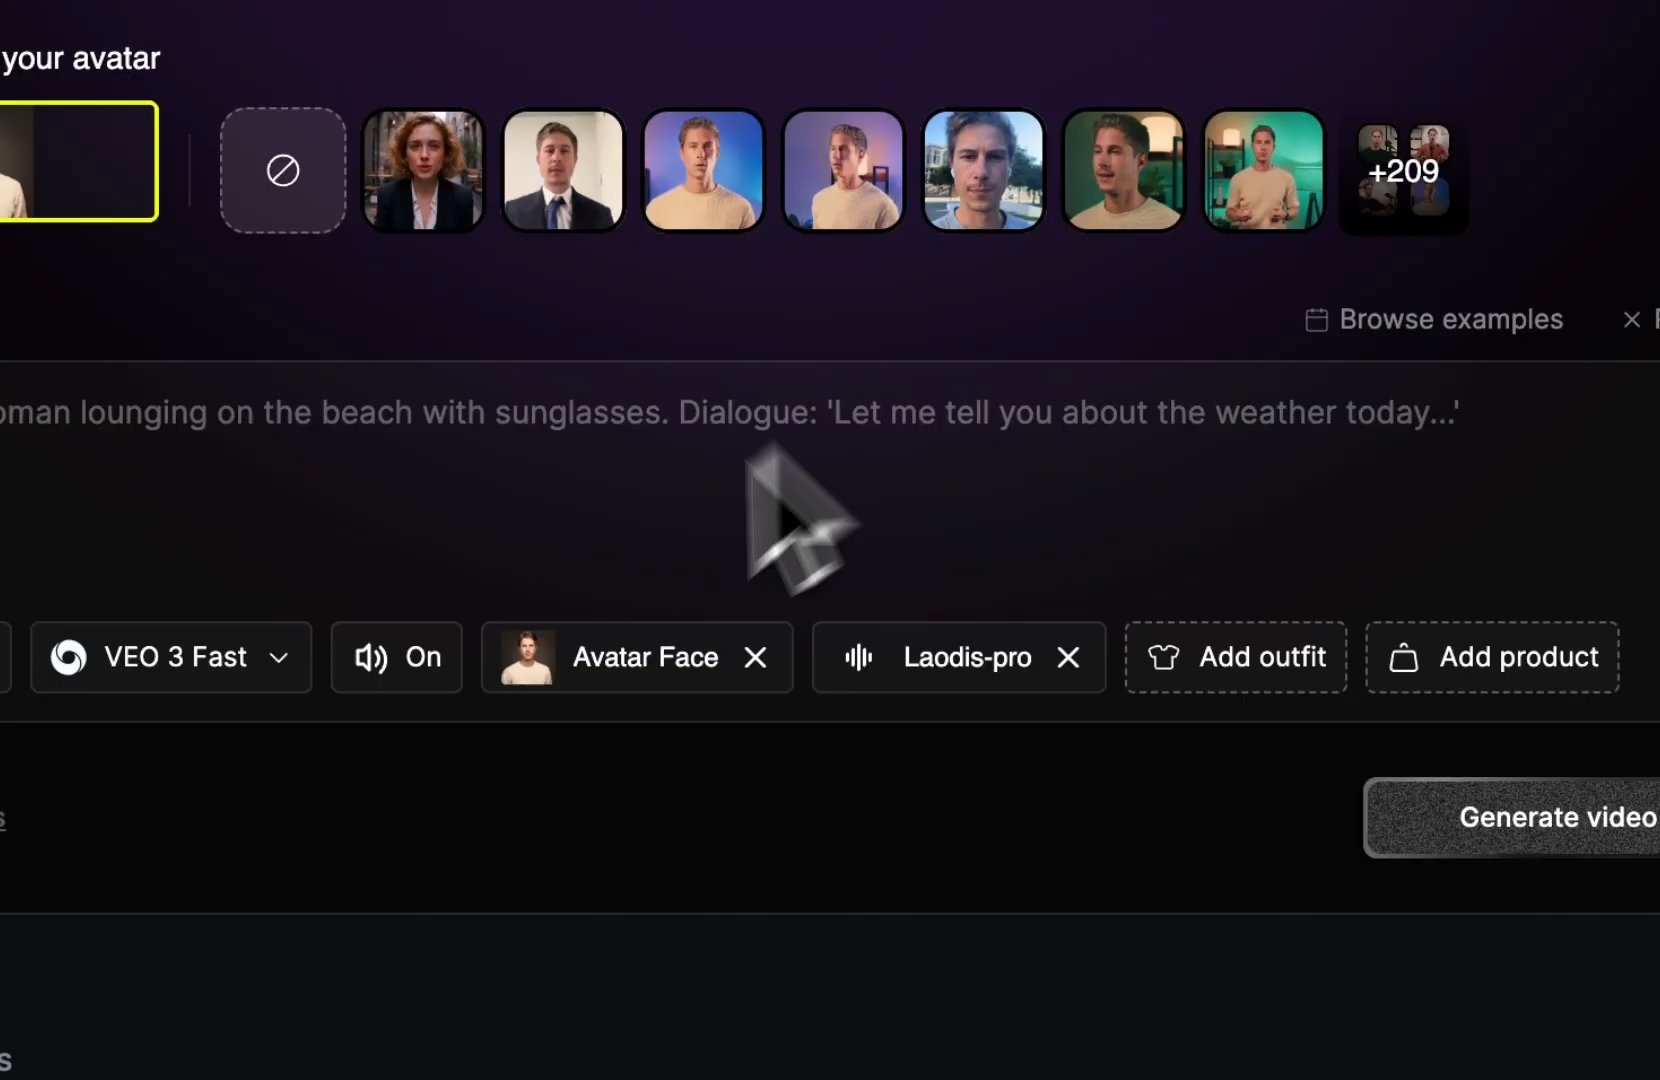 your avatar
+209
Browse examples
lounging on the beach with sunglasses. Dialogue: 'Let me tell you about the weather today...'
VEO 3 Fast
On
Avatar Face
Laodis-pro
Add outfit
Add product
Generate video